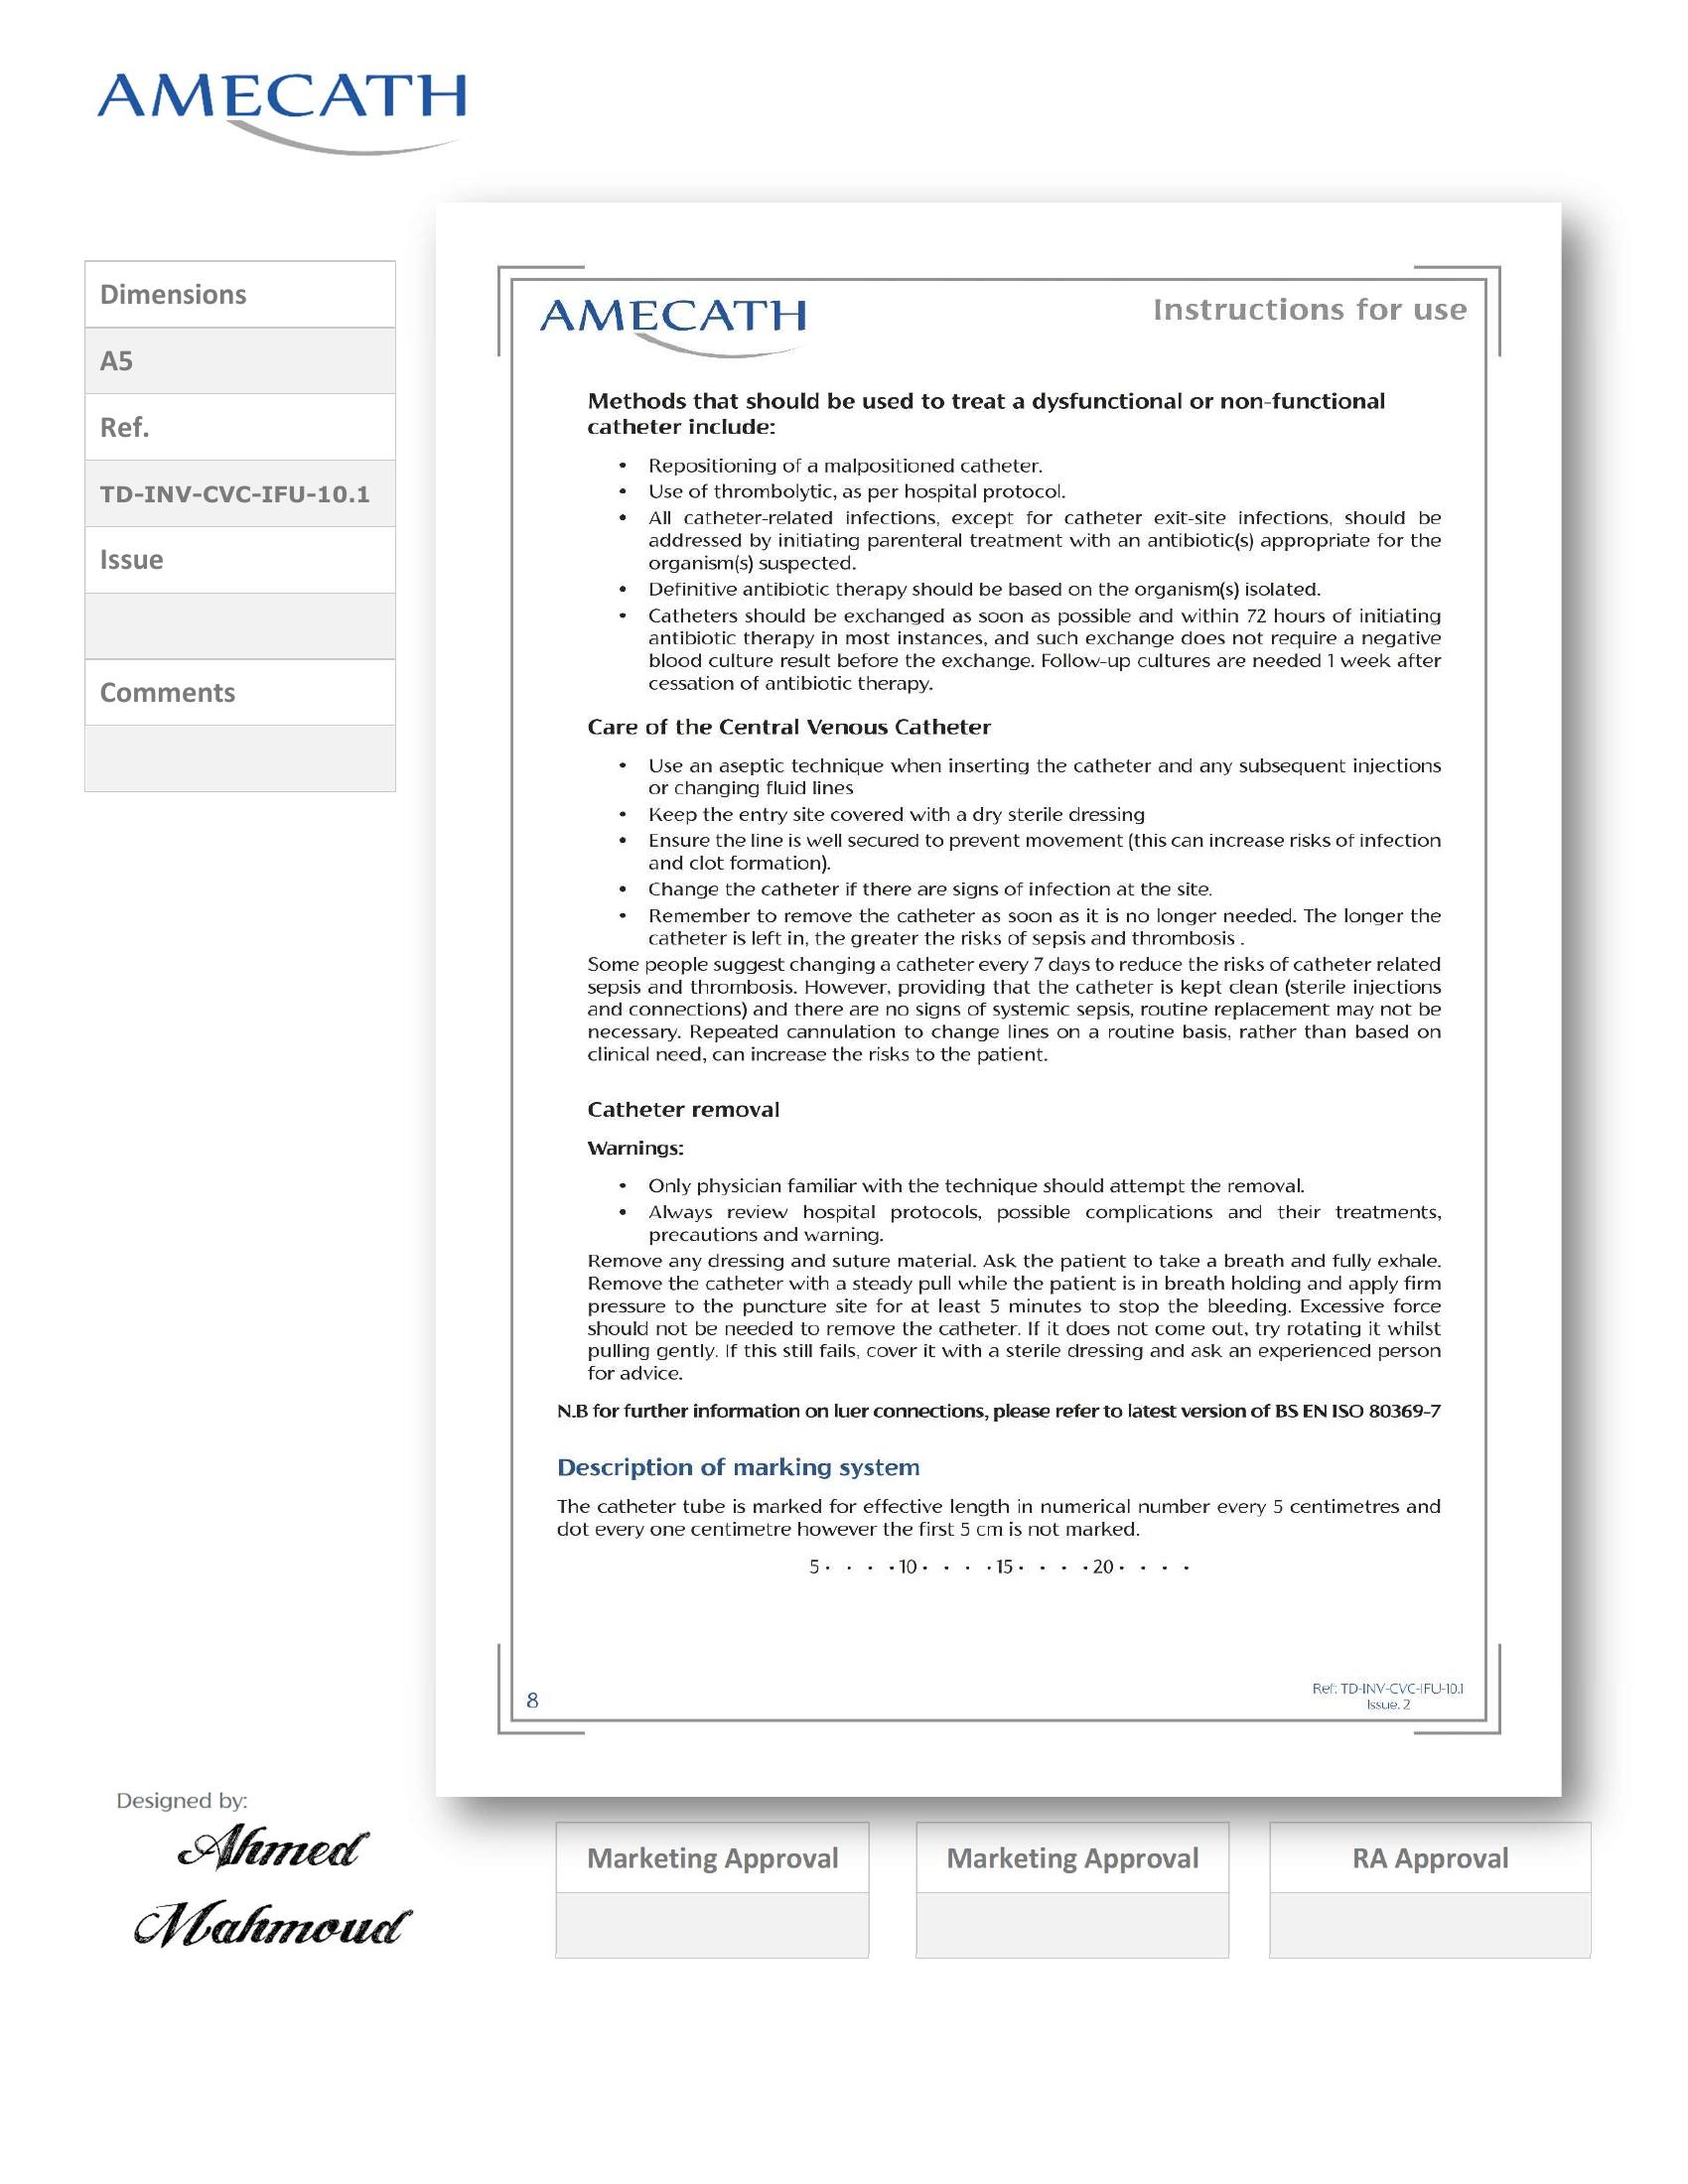 AMECATH
Dimensions
A5
Ref.
TD-INV-CVC-IFU-10.1
Issue
Comments
AMECATH
Instructions for use
Methods that should be used to treat a dysfunctional or non-functional
catheter include:
• Repositioning of a malpositioned catheter.
• Use of thrombolytic, as per hospital protocol.
• All catheter-related infections, except for catheter exit-site infections, should be
addressed by initiating parenteral treatment with an antibiotic(s) appropriate for the
organism(s) suspected.
• Definitive antibiotic therapy should be based on the organism(s) isolated.
• Catheters should be exchanged as soon as possible and within 72 hours of initiating
antibiotic therapy in most instances, and such exchange does not require a negative
blood culture result before the exchange. Follow-up cultures are needed 1 week after
cessation of antibiotic therapy.
Care of the Central Venous Catheter
• Use an aseptic technique when inserting the catheter and any subsequent injections
or changing fluid lines
• Keep the entry site covered with a dry sterile dressing
• Ensure the line is well secured to prevent movement (this can increase risks of infection
and clot formation).
• Change the catheter if there are signs of infection at the site.
• Remember to remove the catheter as soon as it is no longer needed. The longer the
catheter is left in, the greater the risks of sepsis and thrombosis .
Some people suggest changing a catheter every 7 days to reduce the risks of catheter related
sepsis and thrombosis. However, providing that the catheter is kept clean (sterile injections
and connections) and there are no signs of systemic sepsis, routine replacement may not be
necessary. Repeated cannulation to change lines on a routine basis, rather than based on
clinical need, can increase the risks to the patient.
Catheter removal
Warnings:
• Only physician familiar with the technique should attempt the removal.
• Always review hospital protocols, possible complications and their treatments,
precautions and warning.
Remove any dressing and suture material. Ask the patient to take a breath and fully exhale.
Remove the catheter with a steady pull while the patient is in breath holding and apply firm
pressure to the puncture site for at least 5 minutes to stop the bleeding. Excessive force
should not be needed to remove the catheter. If it does not come out, try rotating it whilst
pulling gently. If this still fails, cover it with a sterile dressing and ask an experienced person
for advice.
N.B for further information on luer connections, please refer to latest version of BS EN ISO 80369-7
Description of marking system
The catheter tube is marked for effective length in numerical number every 5 centimetres and
dot every one centimetre however the first 5 cm is not marked.
5 · · · · 10 · · · · 15 · · · · 20 · · · ·
8
Ref: TD-INV-CVC-IFU-10.1
Issue. 2
Designed by:
Ahmed
Mahmoud
Marketing Approval
Marketing Approval
RA Approval